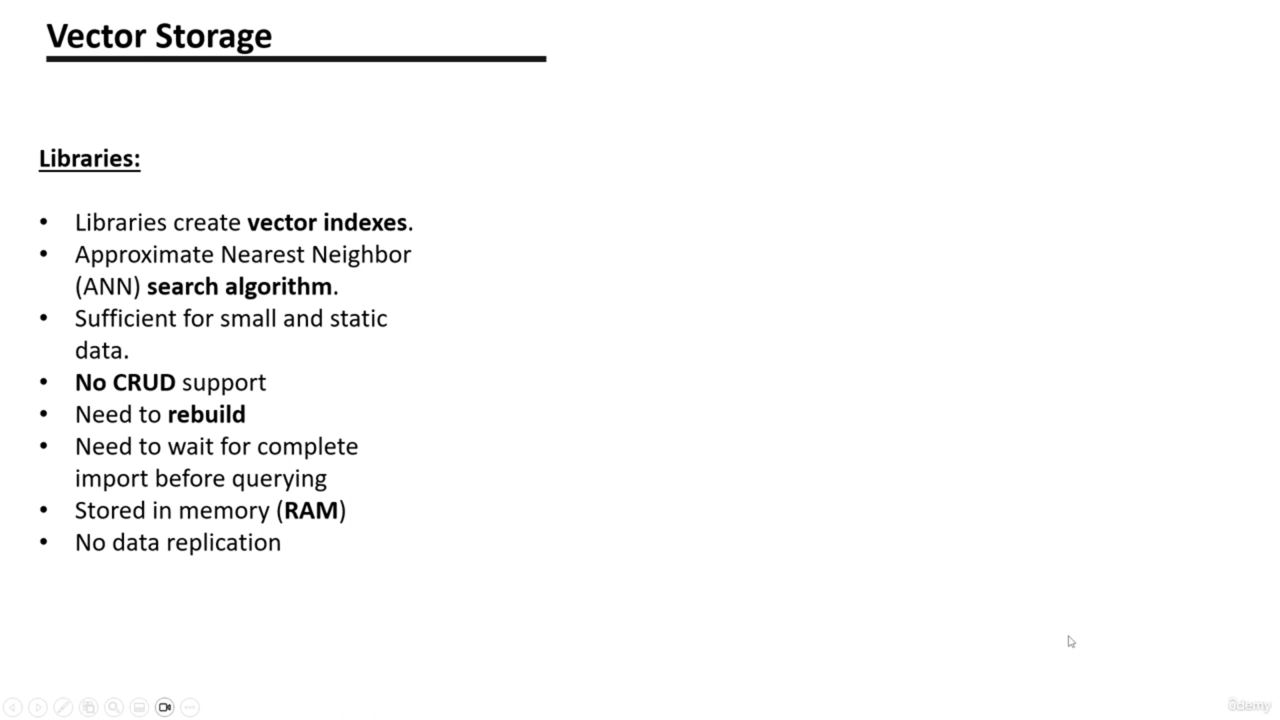 Vector Storage
Libraries:
• Libraries create vector indexes.
• Approximate Nearest Neighbor
(ANN) search algorithm.
• Sufficient for small and static
data.
• No CRUD support
• Need to rebuild
• Need to wait for complete
import before querying
• Stored in memory (RAM)
• No data replication
ûdemy